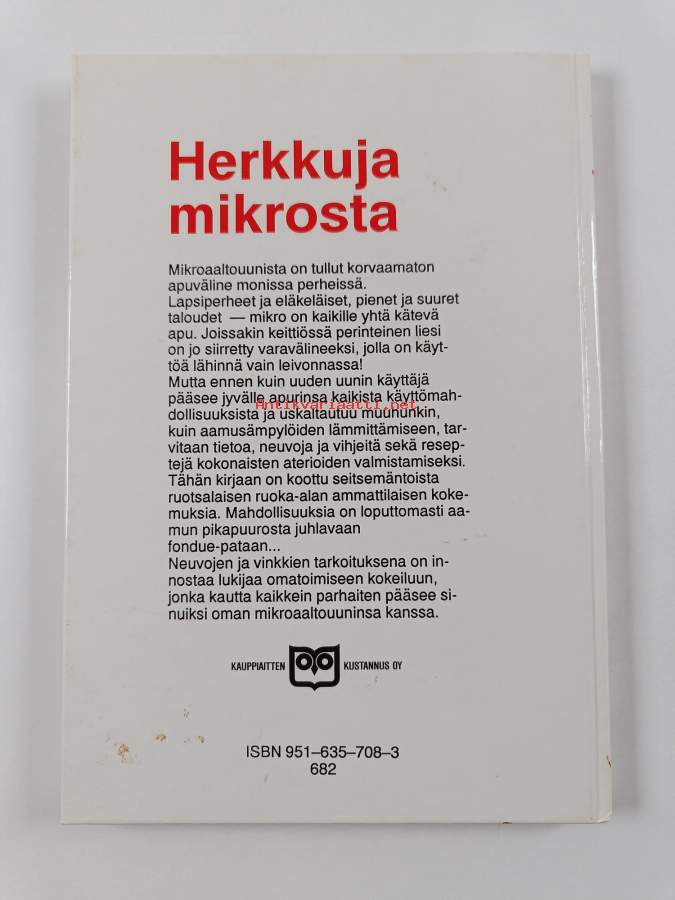 Herkkuja
mikrosta
Mikroaaltouunista on tullut korvaamaton
apuväline monissa perheissä.
Lapsiperheet ja eläkeläiset, pienet ja suuret
taloudet — mikro on kaikille yhtä kätevä
apu. Joissakin keittiössä perinteinen liesi
on jo siirretty varavälineeksi, jolla on käyt-
töä lähinnä vain leivonnassa!
Mutta ennen kuin uuden uunin käyttäjä
pääsee jyvälle apurinsa kaikista käyttömah-
Antikvariaatti.net
dollisuuksista ja uskaltautuu muuhunkin,
kuin aamusämpylöiden lämmittämiseen, tar-
vitaan tietoa, neuvoja ja vihjeitä sekä resep-
tejä kokonaisten aterioiden valmistamiseksi.
Tähän kirjaan on koottu seitsemäntoista
ruotsalaisen ruoka-alan ammattilaisen koke-
muksia. Mahdollisuuksia on loputtomasti aa-
mun pikapuurosta juhlavaan
fondue-pataan...
Neuvojen ja vinkkien tarkoituksena on in-
nostaa lukijaa omatoimiseen kokeiluun,
jonka kautta kaikkein parhaiten pääsee si-
nuiksi oman mikroaaltouuninsa kanssa.
KAUPPIAITTEN KUSTANNUS OY
ISBN 951–635–708–3
682